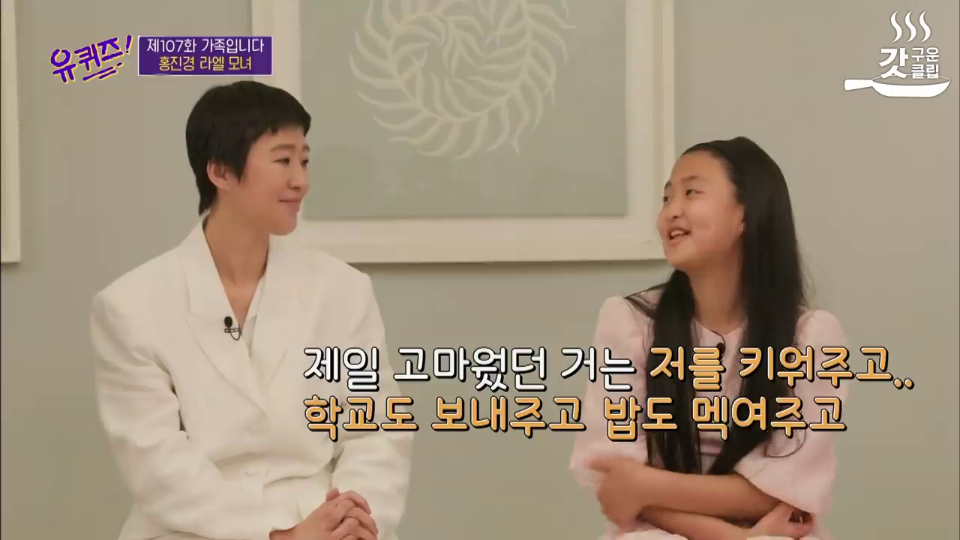 유퀴즈!
제107화 가족입니다
홍진경 라엘 모녀
갓구운클립
제일 고마웠던 거는 저를 키워주고..
학교도 보내주고 밥도 멕여주고